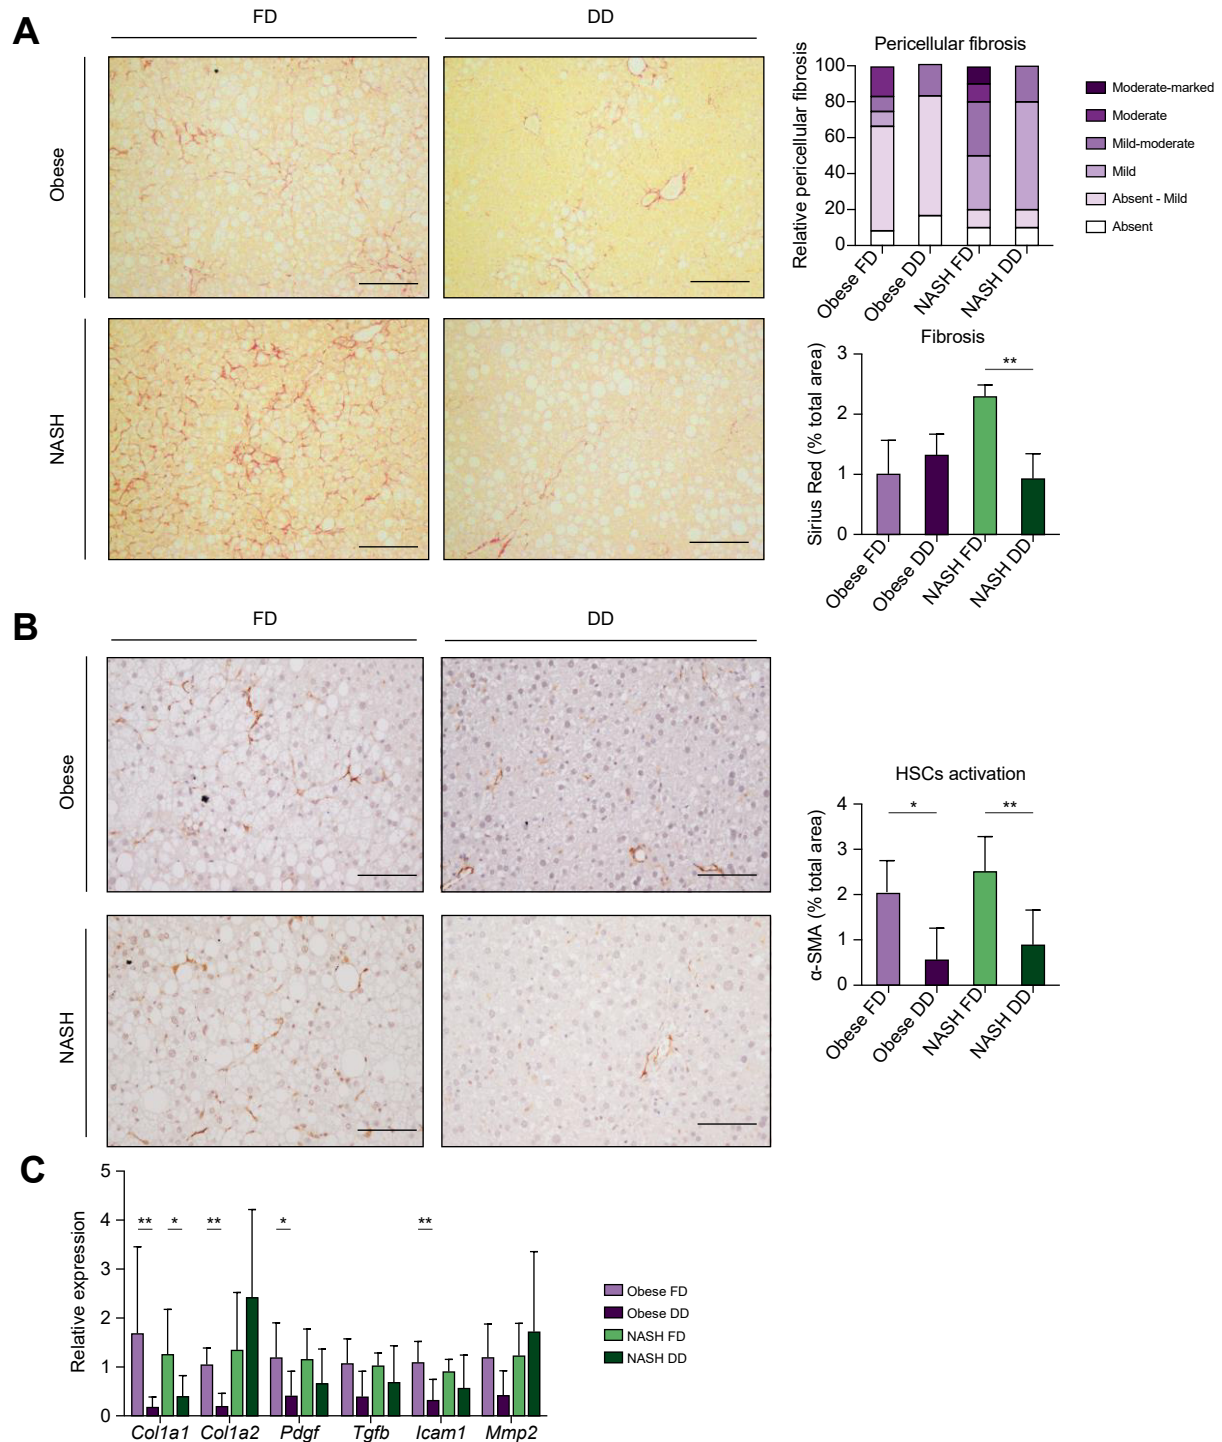 A
FD
DD
Obese
NASH
Pericellular fibrosis
Relative pericellular fibrosis
100
80
60
40
20
0
Obese FD
Obese DD
NASH FD
NASH DD
Moderate-marked
Moderate
Mild-moderate
Mild
Absent - Mild
Absent
Fibrosis
Sirius Red (% total area)
3
2
1
0
**
Obese FD
Obese DD
NASH FD
NASH DD
B
FD
DD
Obese
NASH
HSCs activation
α-SMA (% total area)
4
3
2
1
0
*
**
Obese FD
Obese DD
NASH FD
NASH DD
C
Relative expression
5
4
3
2
1
0
** * ** * **
Col1a1 Col1a2 Pdgf Tgfb Icam1 Mmp2
Obese FD
Obese DD
NASH FD
NASH DD